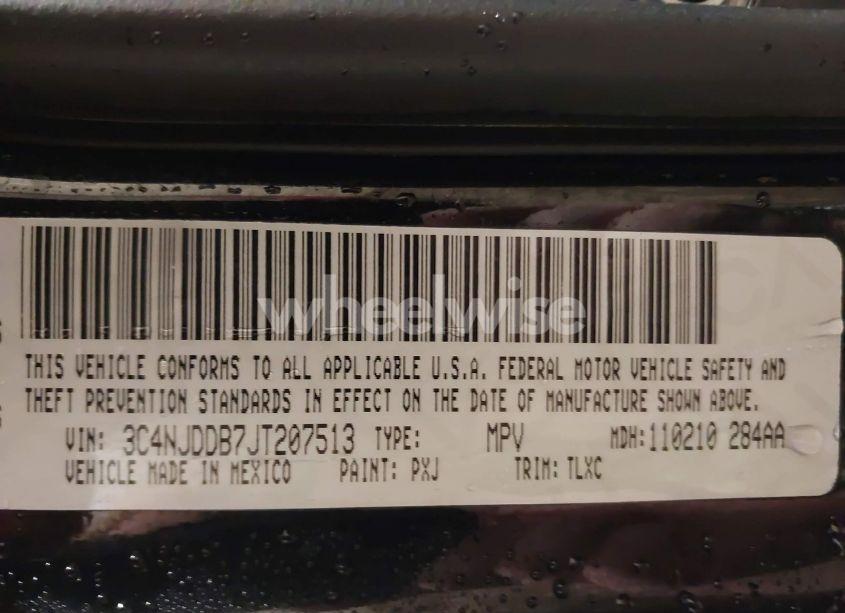 wheelwise
THIS VEHICLE CONFORMS TO ALL APPLICABLE U.S.A. FEDERAL MOTOR VEHICLE SAFETY AND
THEFT PREVENTION STANDARDS IN EFFECT ON THE DATE OF MANUFACTURE SHOWN ABOVE.
VIN: 3C4NJDDB7JT207513 TYPE: MPV MDH:110210 284AA
VEHICLE MADE IN MEXICO PAINT: PXJ TRIM: TLXC